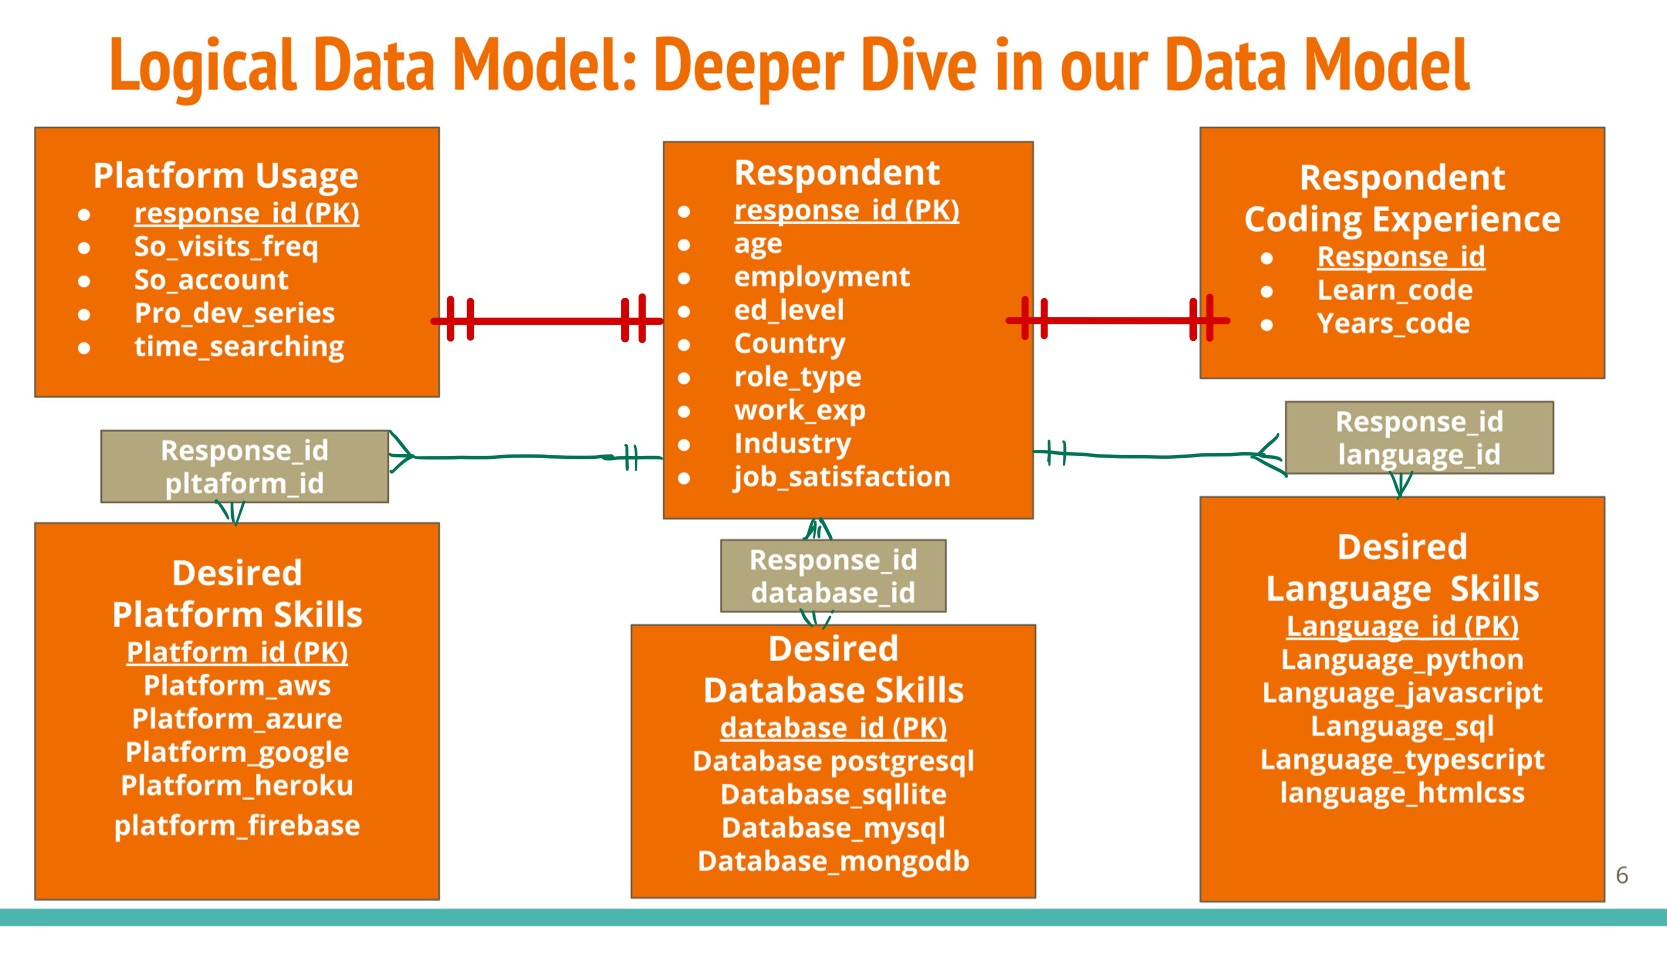 Logical Data Model: Deeper Dive in our Data Model
Platform Usage
● response_id (PK)
● So_visits_freq
● So_account
● Pro_dev_series
● time_searching
Respondent
● response_id (PK)
● age
● employment
● ed_level
● Country
● role_type
● work_exp
● Industry
● job_satisfaction
Respondent
Coding Experience
● Response_id
● Learn_code
● Years_code
Response_id
pltaform_id
Response_id
language_id
Response_id
database_id
Desired
Platform Skills
Platform_id (PK)
Platform_aws
Platform_azure
Platform_google
Platform_heroku
platform_firebase
Desired
Database Skills
database_id (PK)
Database postgresql
Database_sqllite
Database_mysql
Database_mongodb
Desired
Language Skills
Language_id (PK)
Language_python
Language_javascript
Language_sql
Language_typescript
language_htmlcss
6